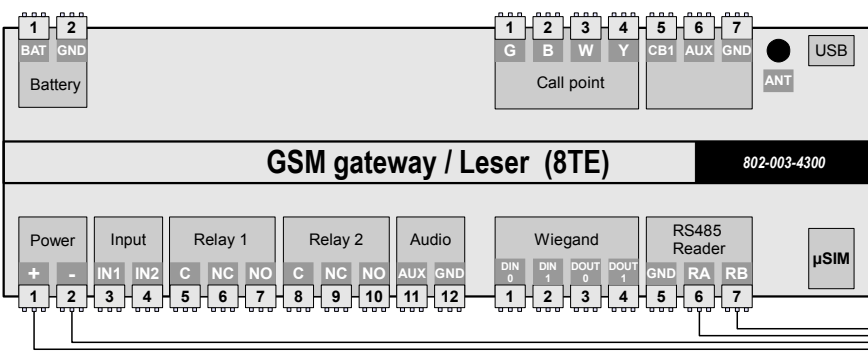 1 2 1 2 3 4 5 6 7
BAT GND G B W Y CB1 AUX GND USB
Battery Call point ANT
GSM gateway / Leser (8TE) 802-003-4300
Power Input Relay 1 Relay 2 Audio Wiegand RS485
Reader
µSIM
+ - IN1 IN2 C NC NO C NC NO AUX GND DIN
0 DIN
1 DOUT
0 DOUT
1 GND RA RB
1 2 3 4 5 6 7 8 9 10 11 12 1 2 3 4 5 6 7